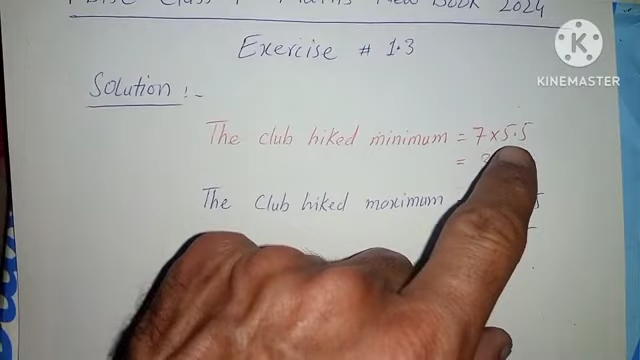 Class
Maths New Book 2024
Exercise # 1.3
Solution :-
The club hiked minimum = 7×5.5
=
The club hiked maximum
KINEMASTER